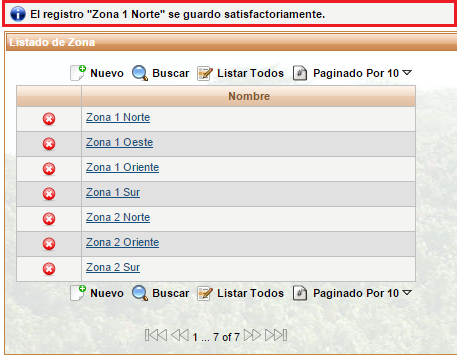 El registro "Zona 1 Norte" se guardo satisfactoriamente.
Listado de Zona
Nuevo Buscar Listar Todos # Paginado Por 10
Nombre
Zona 1 Norte
Zona 1 Oeste
Zona 1 Oriente
Zona 1 Sur
Zona 2 Norte
Zona 2 Oriente
Zona 2 Sur
Nuevo Buscar Listar Todos # Paginado Por 10
1 ... 7 of 7